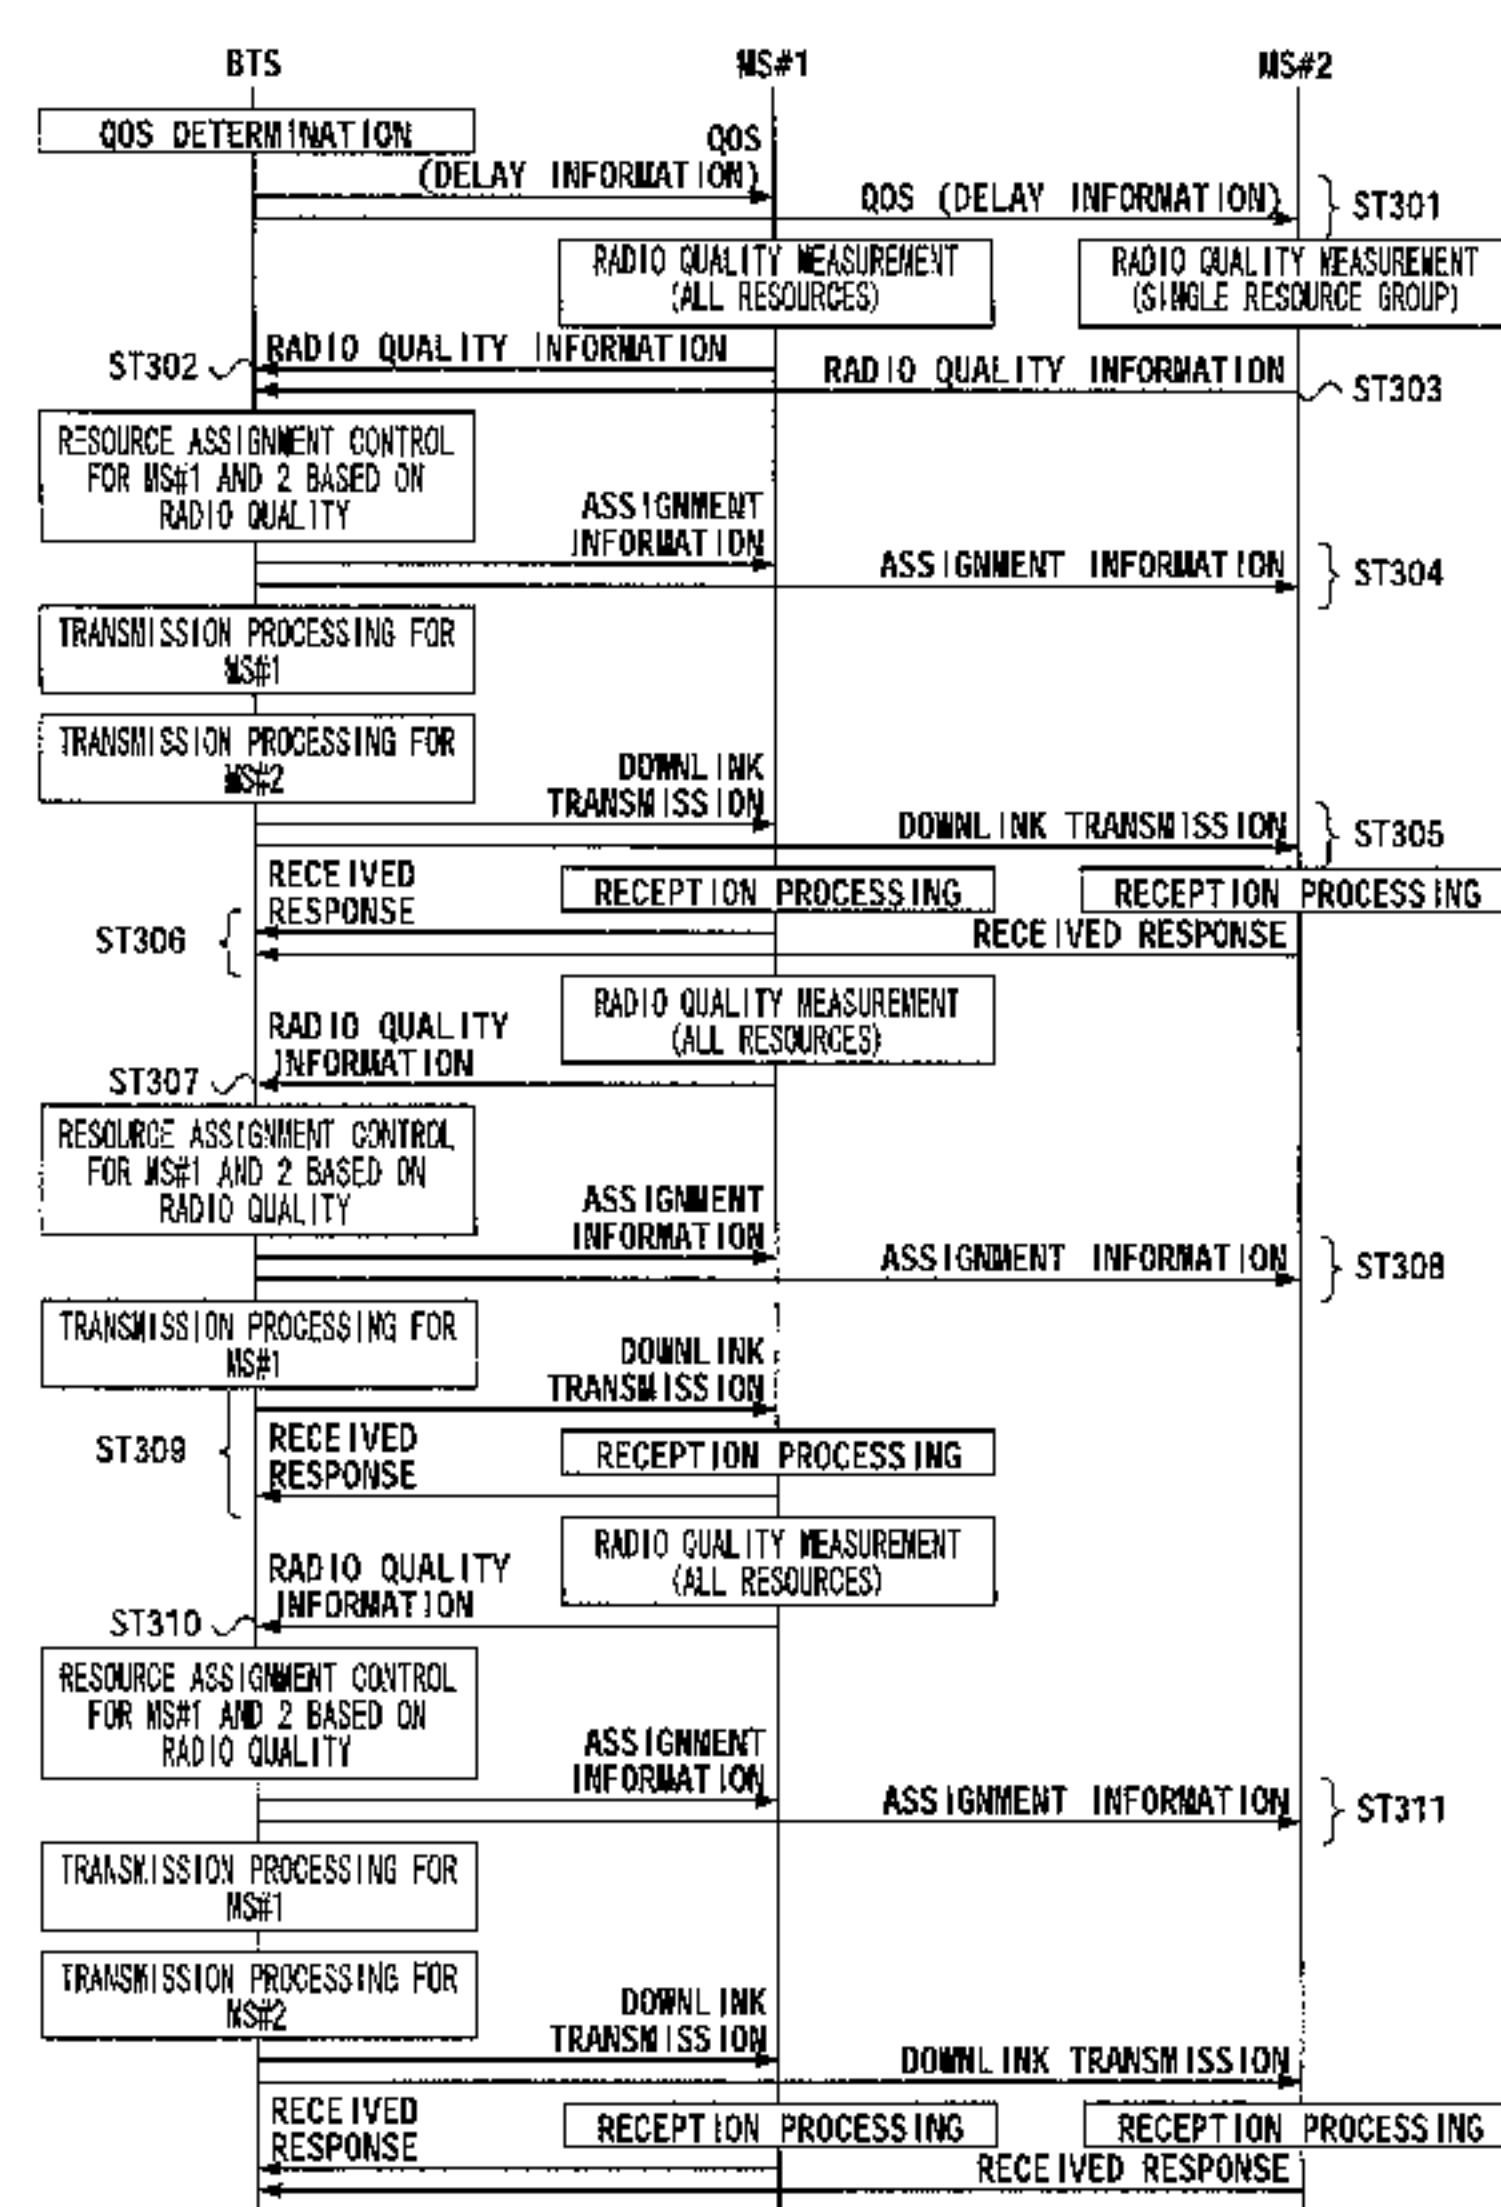 BTS MS#1 MS#2
QOS DETERMINATION
QOS
(DELAY INFORMATION)
QOS (DELAY INFORMATION)
ST301
RADIO QUALITY MEASUREMENT
(ALL RESOURCES)
RADIO QUALITY MEASUREMENT
(SINGLE RESOURCE GROUP)
ST302
RADIO QUALITY INFORMATION
RADIO QUALITY INFORMATION
ST303
RESOURCE ASSIGNMENT CONTROL
FOR MS#1 AND 2 BASED ON
RADIO QUALITY
ASSIGNMENT
INFORMATION
ASSIGNMENT INFORMATION
ST304
TRANSMISSION PROCESSING FOR
MS#1
TRANSMISSION PROCESSING FOR
MS#2
DOWNLINK
TRANSMISSION
DOWNLINK TRANSMISSION
ST305
RECEIVED
RESPONSE
RECEPTION PROCESSING
RECEPTION PROCESSING
ST306
RECEIVED RESPONSE
RADIO QUALITY MEASUREMENT
(ALL RESOURCES)
RADIO QUALITY
INFORMATION
ST307
RESOURCE ASSIGNMENT CONTROL
FOR MS#1 AND 2 BASED ON
RADIO QUALITY
ASSIGNMENT
INFORMATION
ASSIGNMENT INFORMATION
ST308
TRANSMISSION PROCESSING FOR
MS#1
DOWNLINK
TRANSMISSION
ST309
RECEIVED
RESPONSE
RECEPTION PROCESSING
RADIO QUALITY MEASUREMENT
(ALL RESOURCES)
RADIO QUALITY
INFORMATION
ST310
RESOURCE ASSIGNMENT CONTROL
FOR MS#1 AND 2 BASED ON
RADIO QUALITY
ASSIGNMENT
INFORMATION
ASSIGNMENT INFORMATION
ST311
TRANSMISSION PROCESSING FOR
MS#1
TRANSMISSION PROCESSING FOR
MS#2
DOWNLINK
TRANSMISSION
DOWNLINK TRANSMISSION
RECEIVED
RESPONSE
RECEPTION PROCESSING
RECEPTION PROCESSING
RECEIVED RESPONSE